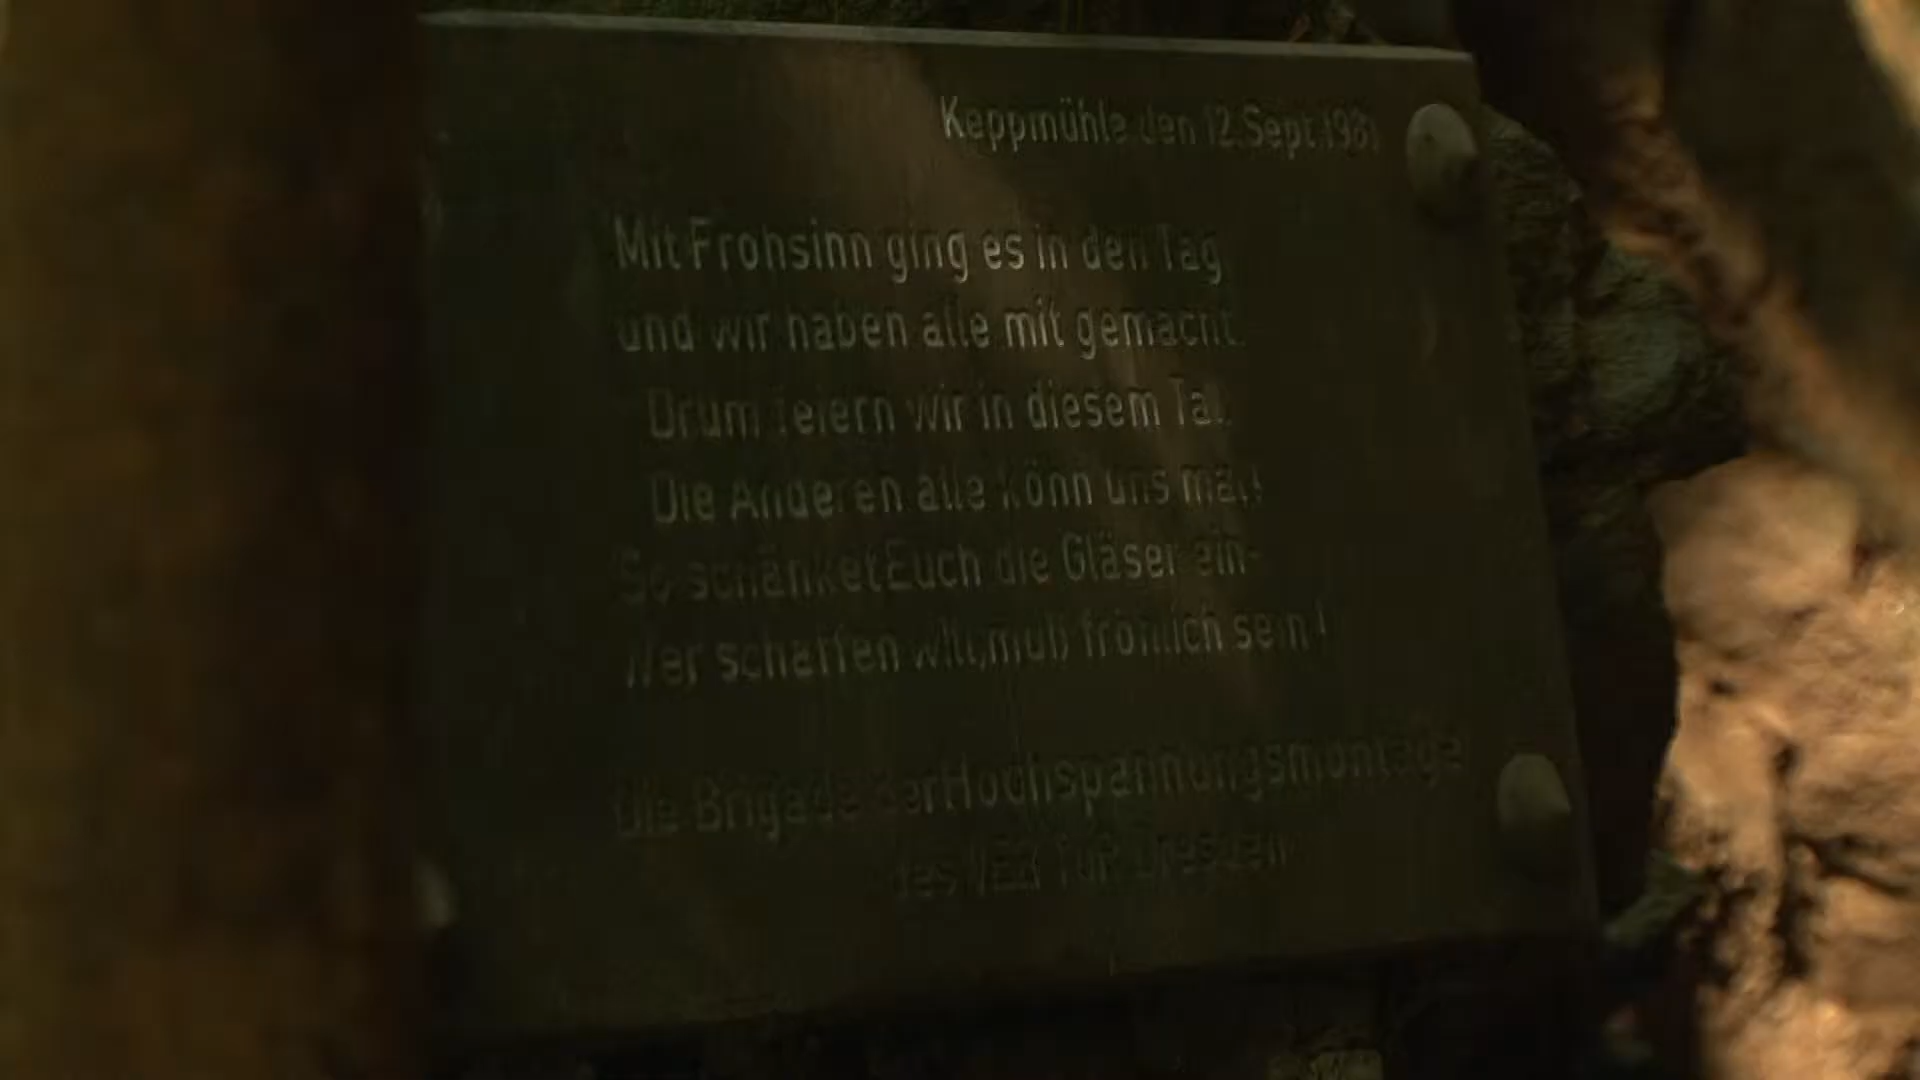 Keppmühle den 12.Sept.
Mit Frohsinn ging es in den Tag
und wir haben alle mit gemacht.
Drum feiern wir in diesem Tal.
Die Anderen alle könn uns mal!
So schänket Euch die Gläser ein-
Wer schaffen will, muß fröhlich sein!
Die Brigade der Hochspannungsmontage
des VEB Dresden